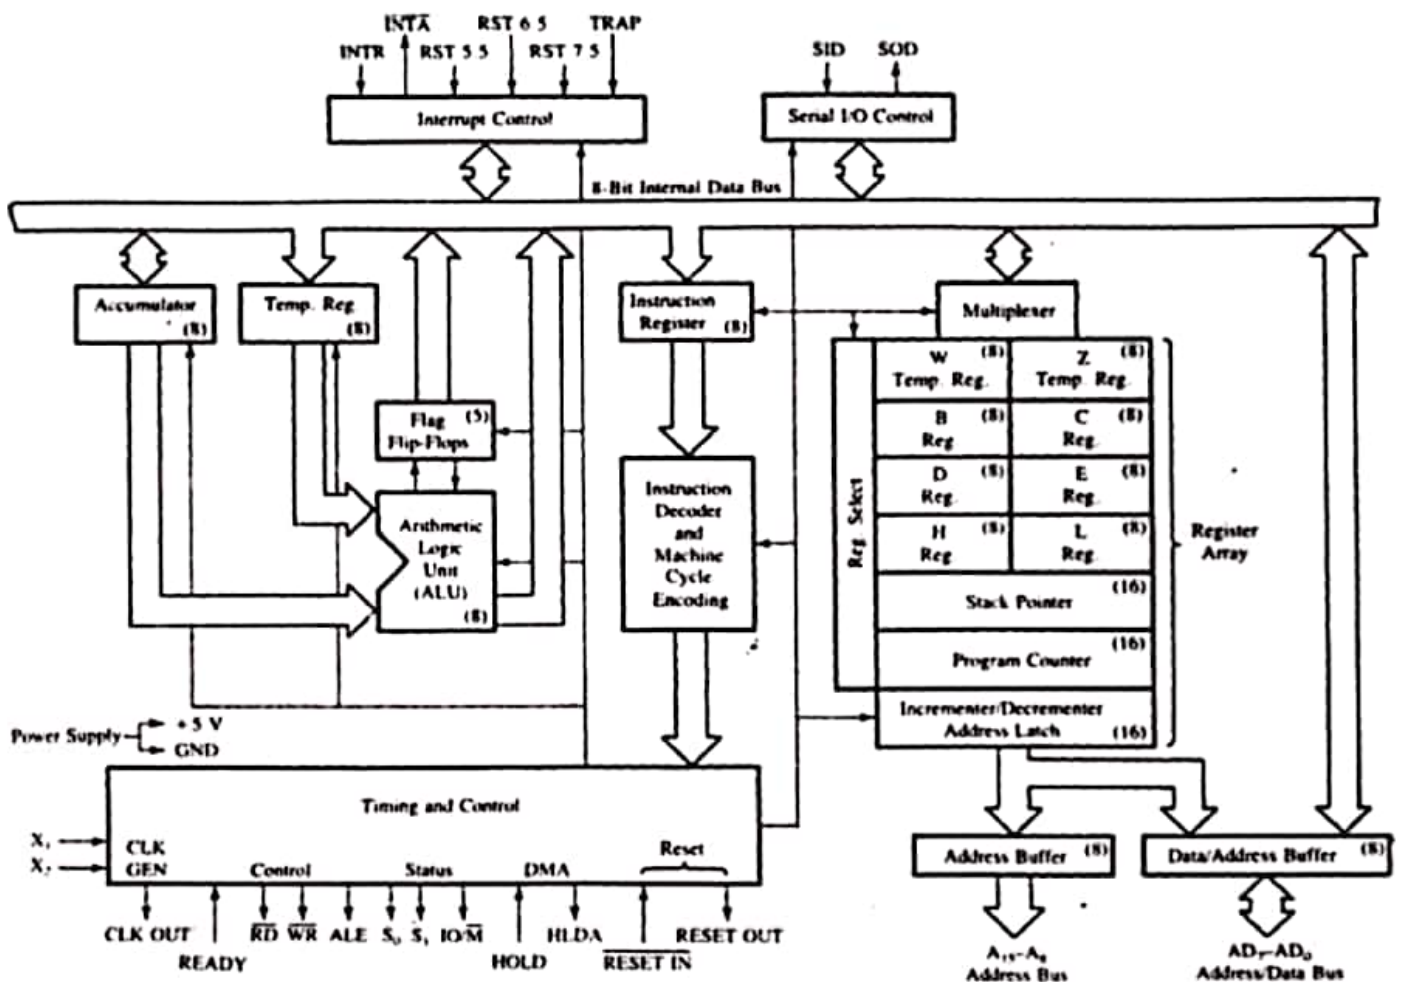 INTA RST 6 5 TRAP
INTR RST 5 5 RST 7 5
SID SOD
Interrupt Control
Serial I/O Control
8-Bit Internal Data Bus
Accumulator
(8)
Temp. Reg
(8)
Instruction
Register (8)
Multiplexer
Flag (5)
Flip-Flops
Arithmetic
Logic
Unit
(ALU)
(8)
Instruction
Decoder
and
Machine
Cycle
Encoding
Reg. Select
W (8)
Temp. Reg.
Z (8)
Temp. Reg.
B (8)
Reg
C (8)
Reg.
D (8)
Reg.
E (8)
Reg.
H (8)
Reg
L (8)
Reg.
Stack Pointer (16)
Program Counter (16)
Incrementer/Decrementer
Address Latch (16)
Register
Array
Power Supply
+5 V
GND
Timing and Control
X₁
X₂
CLK
GEN
Control
Status
DMA
Reset
CLK OUT
READY
RD WR ALE S₀ S₁ IO/M
HOLD
HLDA
RESET IN
RESET OUT
Address Buffer (8)
Data/Address Buffer (8)
A₁₅-A₈
Address Bus
AD₇-AD₀
Address/Data Bus